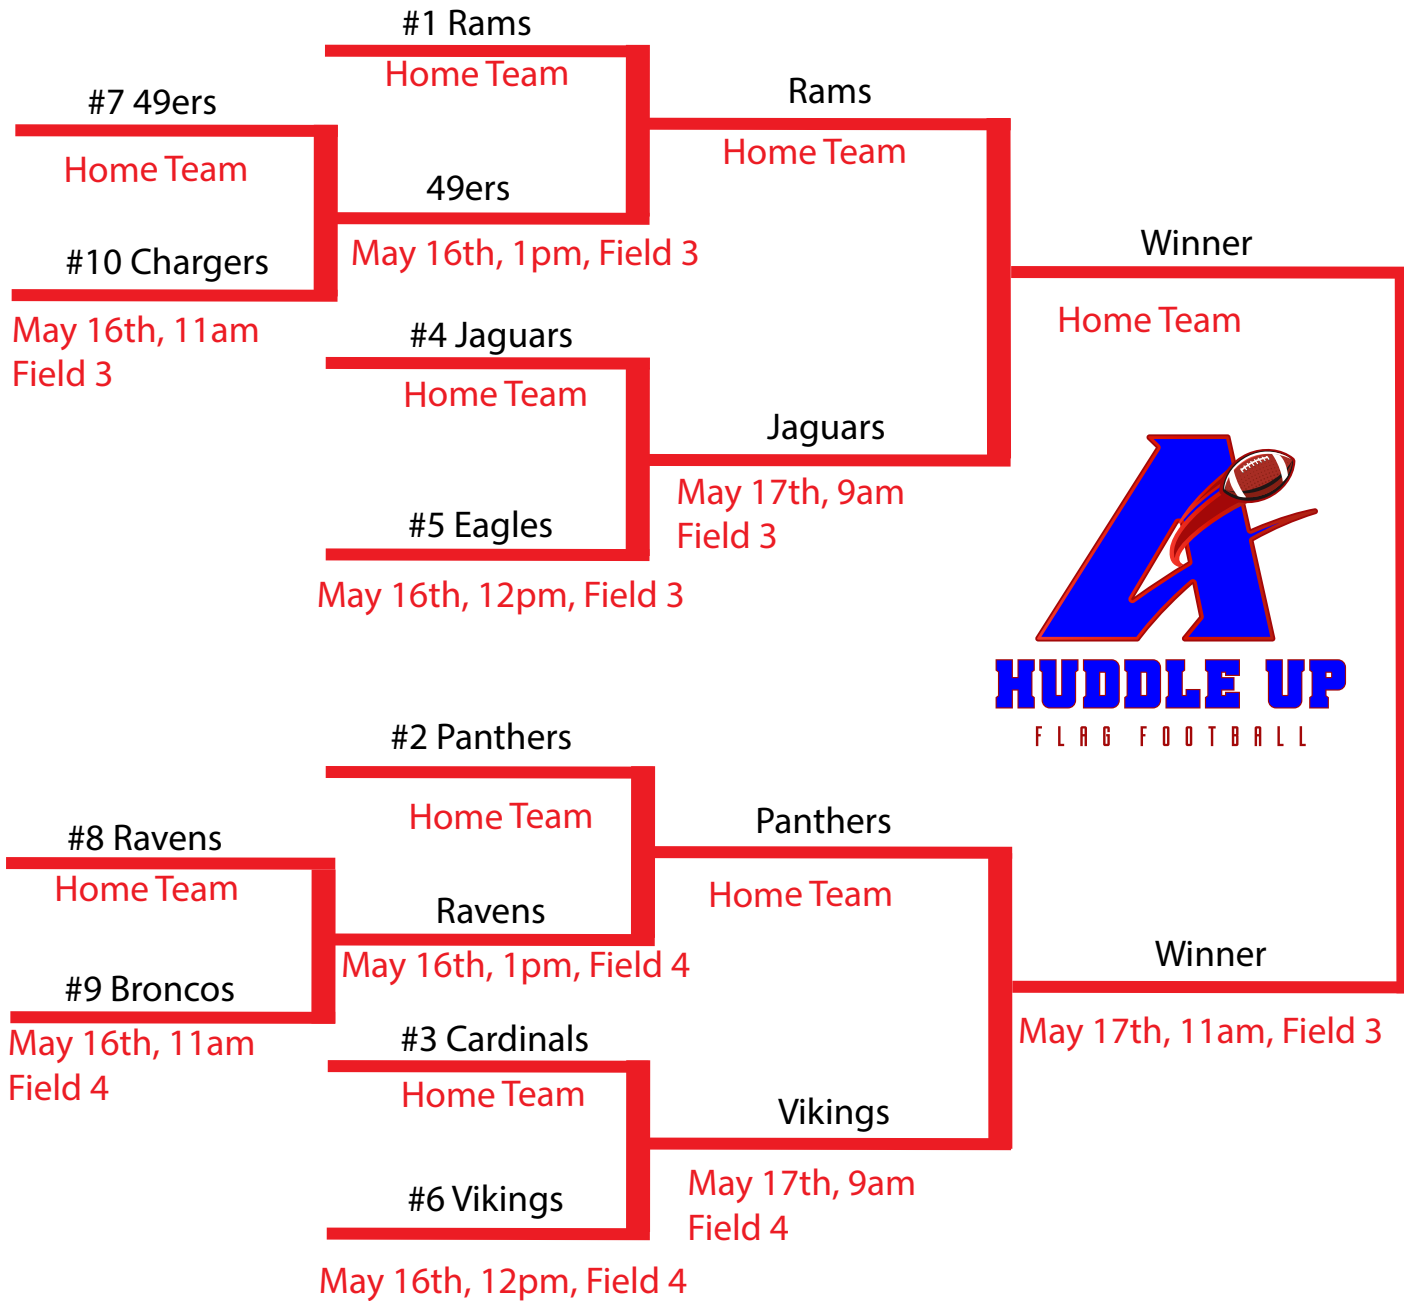 #1 Rams
Home Team
#7 49ers
Home Team
Rams
Home Team
49ers
May 16th, 1pm, Field 3
#10 Chargers
May 16th, 11am
Field 3
Winner
Home Team
#4 Jaguars
Home Team
Jaguars
May 17th, 9am
Field 3
#5 Eagles
May 16th, 12pm, Field 3
HUDDLE UP
FLAG FOOTBALL
#2 Panthers
Home Team
#8 Ravens
Home Team
Panthers
Home Team
Ravens
May 16th, 1pm, Field 4
#9 Broncos
May 16th, 11am
Field 4
Winner
May 17th, 11am, Field 3
#3 Cardinals
Home Team
Vikings
May 17th, 9am
Field 4
#6 Vikings
May 16th, 12pm, Field 4